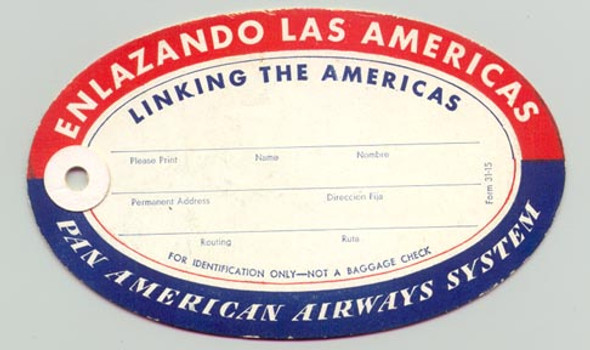 ENLAZANDO LAS AMERICAS
LINKING THE AMERICAS
Please Print Name Nombre
Permanent Address Direccion Fija
Routing Ruta
Form 31-15
FOR IDENTIFICATION ONLY—NOT A BAGGAGE CHECK
PAN AMERICAN AIRWAYS SYSTEM